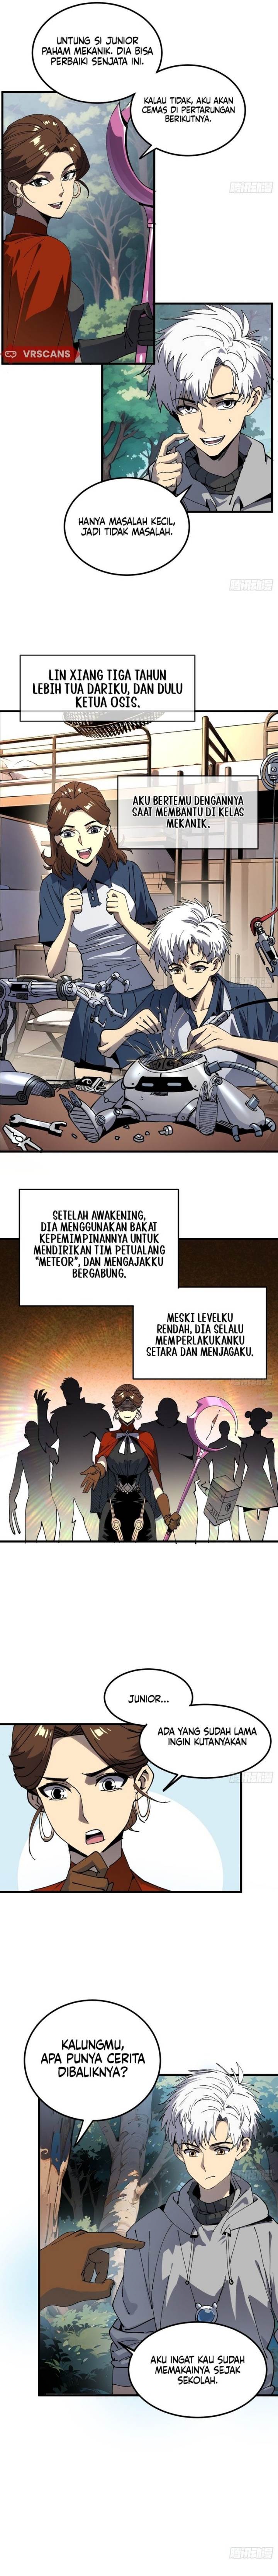 UNTUNG SI JUNIOR
PAHAM MEKANIK. DIA BISA
PERBAIKI SENJATA INI.
KALAU TIDAK, AKU AKAN
CEMAS DI PERTARUNGAN
BERIKUTNYA.
VRSCANS
HANYA MASALAH KECIL,
JADI TIDAK MASALAH.
LIN XIANG TIGA TAHUN
LEBIH TUA DARIKU, DAN DULU
KETUA OSIS.
AKU BERTEMU DENGANNYA
SAAT MEMBANTU DI KELAS
MEKANIK.
SETELAH AWAKENING,
DIA MENGGUNAKAN BAKAT
KEPEMIMPINANNYA UNTUK
MENDIRIKAN TIM PETUALANG
"METEOR", DAN MENGAJAKKU
BERGABUNG.
MESKI LEVELKU
RENDAH, DIA SELALU
MEMPERLAKUKANKU
SETARA DAN MENJAGAKU.
JUNIOR...
ADA YANG SUDAH LAMA
INGIN KUTANYAKAN
KALUNGMU,
APA PUNYA CERITA
DIBALIKNYA?
AKU INGAT KAU SUDAH
MEMAKAINYA SEJAK
SEKOLAH.